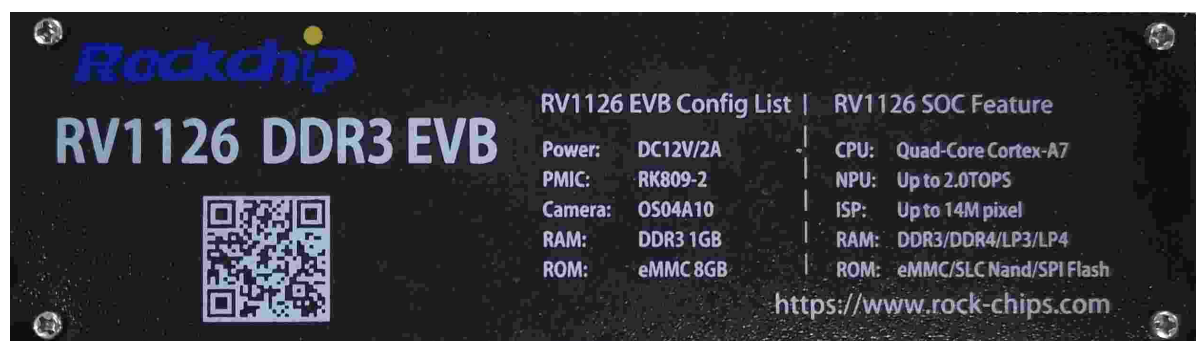 Rockchip
RV1126 DDR3 EVB
RV1126 EVB Config List
Power: DC12V/2A
PMIC: RK809-2
Camera: OS04A10
RAM: DDR3 1GB
ROM: eMMC 8GB
RV1126 SOC Feature
CPU: Quad-Core Cortex-A7
NPU: Up to 2.0TOPS
ISP: Up to 14M pixel
RAM: DDR3/DDR4/LP3/LP4
ROM: eMMC/SLC Nand/SPI Flash
https://www.rock-chips.com